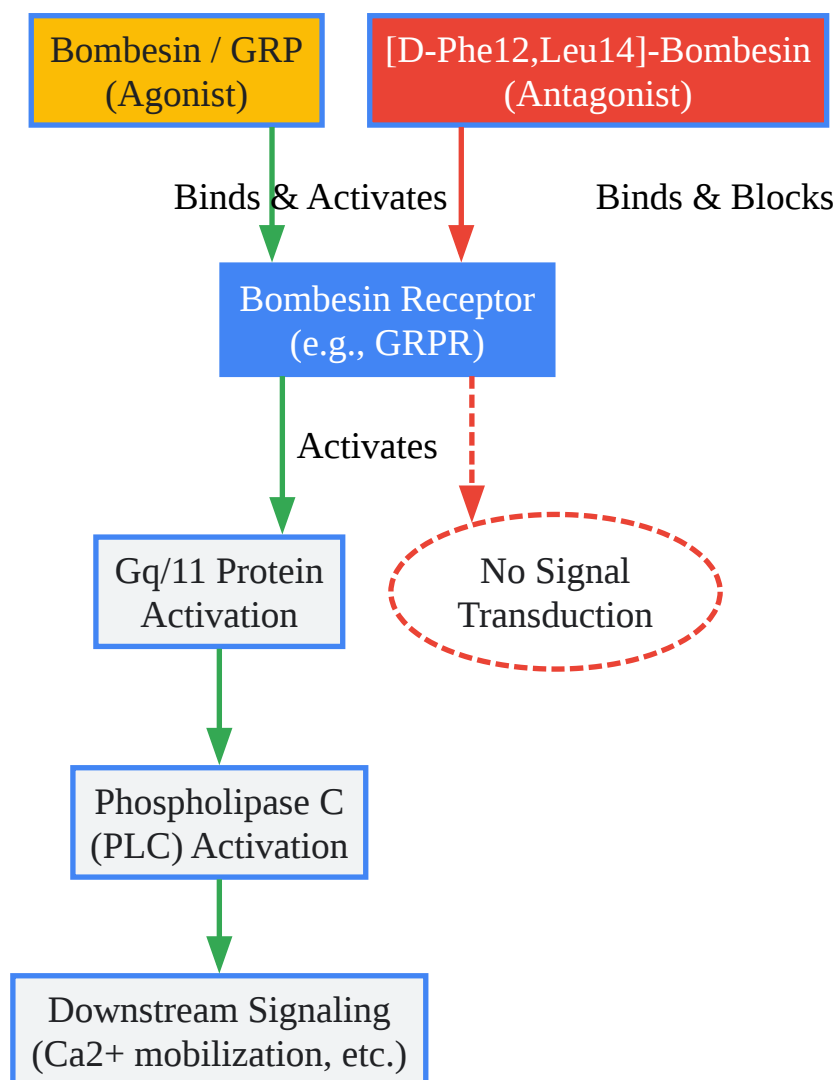 Bombesin / GRP
(Agonist)
[D-Phe12,Leu14]-Bombesin
(Antagonist)
Binds & Activates
Binds & Blocks
Bombesin Receptor
(e.g., GRPR)
Activates
Gq/11 Protein
Activation
No Signal
Transduction
Phospholipase C
(PLC) Activation
Downstream Signaling
(Ca2+ mobilization, etc.)